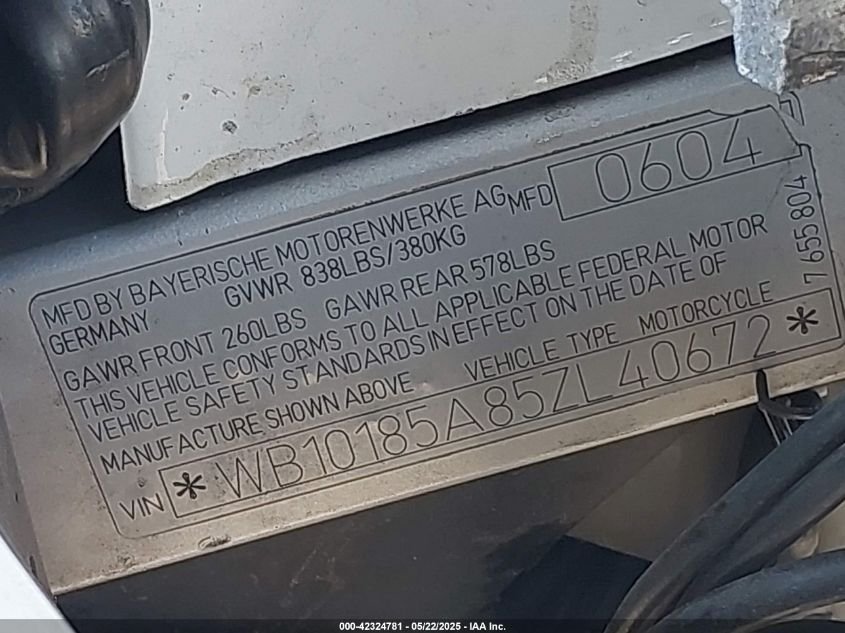 MFD BY BAYERISCHE MOTORENWERKE AG MFD 0604
GERMANY GVWR 838LBS/380KG
GAWR FRONT 260LBS GAWR REAR 578LBS
THIS VEHICLE CONFORMS TO ALL APPLICABLE FEDERAL MOTOR
VEHICLE SAFETY STANDARDS IN EFFECT ON THE DATE OF
MANUFACTURE SHOWN ABOVE VEHICLE TYPE MOTORCYCLE
VIN *WB10185A85ZL40672*
7 655 804
000-42324781 - 05/22/2025 - IAA Inc.